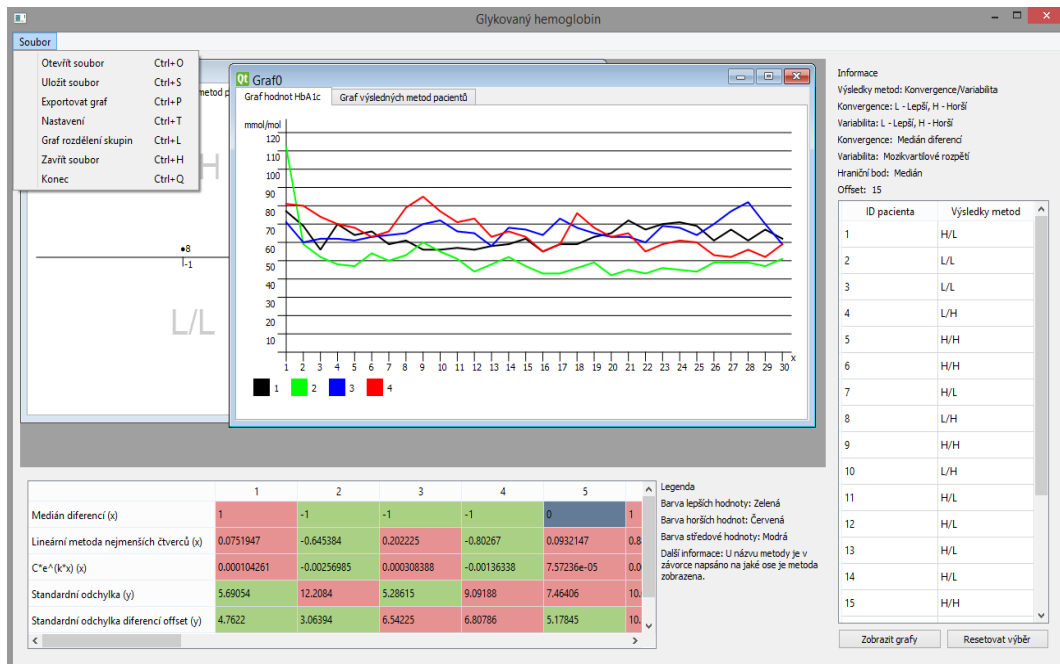 Glykovaný hemoglobin
Soubor
Otevřít soubor Ctrl+O
Uložit soubor Ctrl+S
Exportovat graf Ctrl+P
Nastavení Ctrl+T
Graf rozdělení skupin Ctrl+L
Zavřít soubor Ctrl+H
Konec Ctrl+Q
metod p
H
8
-1
L/L
Qt Graf0
Graf hodnot HbA1c Graf výsledných metod pacientů
mmol/mol
120
110
100
90
80
70
60
50
40
30
20
10
x
1 2 3 4 5 6 7 8 9 10 11 12 13 14 15 16 17 18 19 20 21 22 23 24 25 26 27 28 29 30
1 2 3 4
Informace
Výsledky metod: Konvergence/Variabilita
Konvergence: L - Lepší, H - Horší
Variabilita: L - Lepší, H - Horší
Konvergence: Medián diferencí
Variabilita: Mozikvartilové rozpětí
Hraniční bod: Medián
Offset: 15
ID pacienta Výsledky metod
1 H/L
2 L/L
3 L/L
4 L/H
5 H/H
6 H/H
7 H/L
8 L/H
9 H/H
10 L/H
11 H/L
12 H/L
13 H/L
14 H/L
15 H/H
Zobrazit grafy Resetovat výběr
1 2 3 4 5
Medián diferencí (x) 1 -1 -1 -1 0 1
Lineární metoda nejmenších čtverců (x) 0.0751947 -0.645384 0.202225 -0.80267 0.0932147 0.8
C*e^(k*x) (x) 0.000104261 -0.00256985 0.000308388 -0.00136338 7.57236e-05 0.0
Standardní odchylka (y) 5.69054 12.2084 5.28615 9.09188 7.46406 10.
Standardní odchylka diferencí offset (y) 4.7622 3.06394 6.54225 6.80786 5.17845 10.
Legenda
Barva lepších hodnoty: Zelená
Barva horších hodnot: Červená
Barva středové hodnoty: Modrá
Další informace: U názvu metody je v
závorce napsáno na jaké ose je metoda
zobrazena.